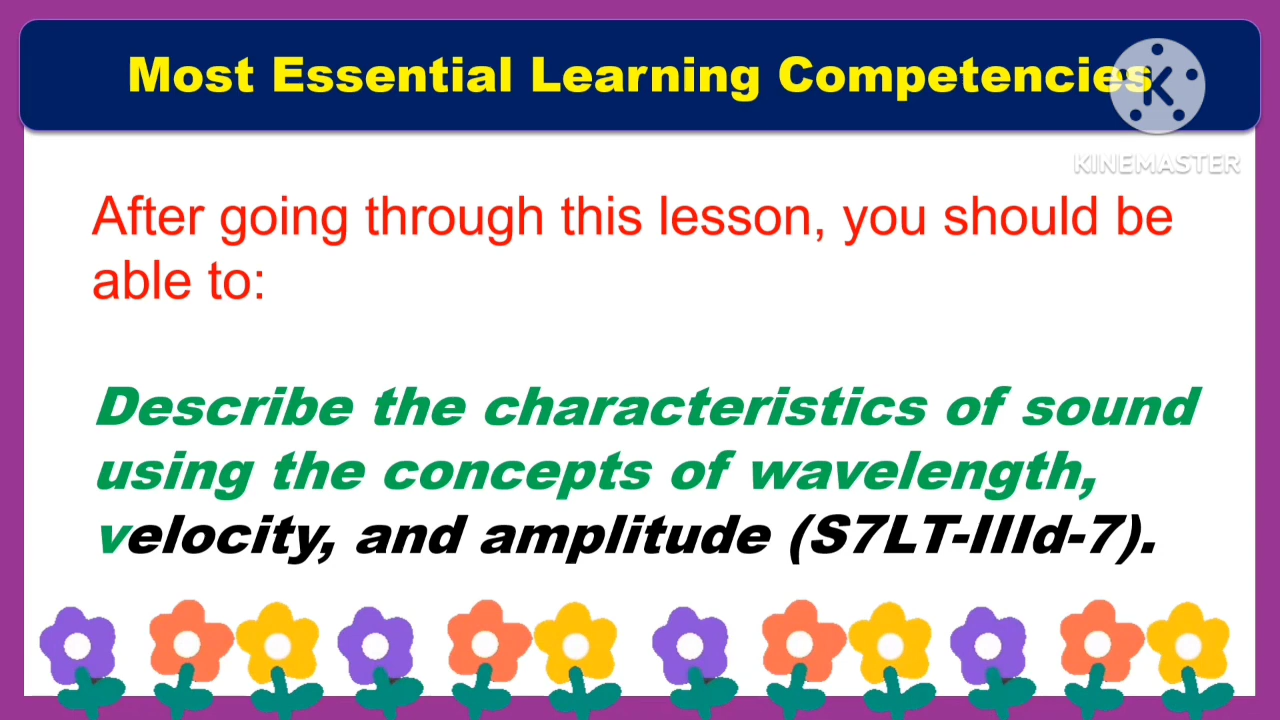 Most Essential Learning Competencies
K
KINEMASTER
After going through this lesson, you should be
able to:
Describe the characteristics of sound
using the concepts of wavelength,
velocity, and amplitude (S7LT-IIId-7).